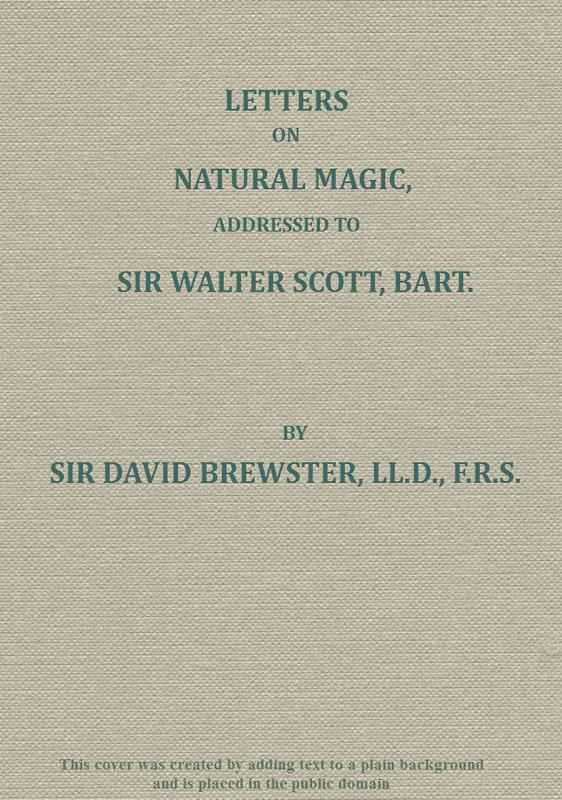 LETTERS
ON
NATURAL MAGIC,
ADDRESSED TO
SIR WALTER SCOTT, BART.
BY
SIR DAVID BREWSTER, LL.D., F.R.S.
This cover was created by adding text to a plain background
and is placed in the public domain